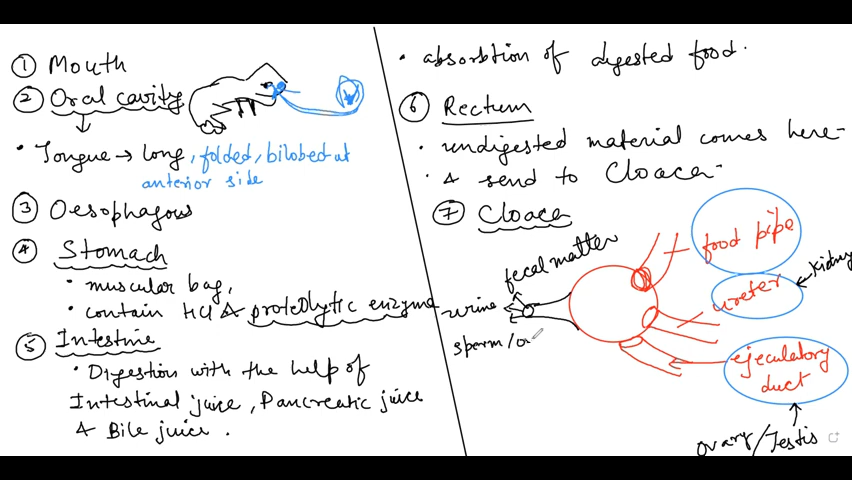 ① Mouth
② Oral cavity
• Tongue → long, folded, bilobed at
anterior side
③ Oesophagous
④ Stomach
• muscular bag,
• contain HCl & proteolytic enzyme
⑤ Intestine
• Digestion with the help of
Intestinal juice, Pancreatic juice
& Bile juice.
• absorbtion of digested food.
⑥ Rectum
• undigested material comes here
• & send to Cloaca
⑦ Cloaca
fecal matter
urine
sperm/ov
food pipe
ureter
kidney
ejeculatory
duct
ovary/Testis